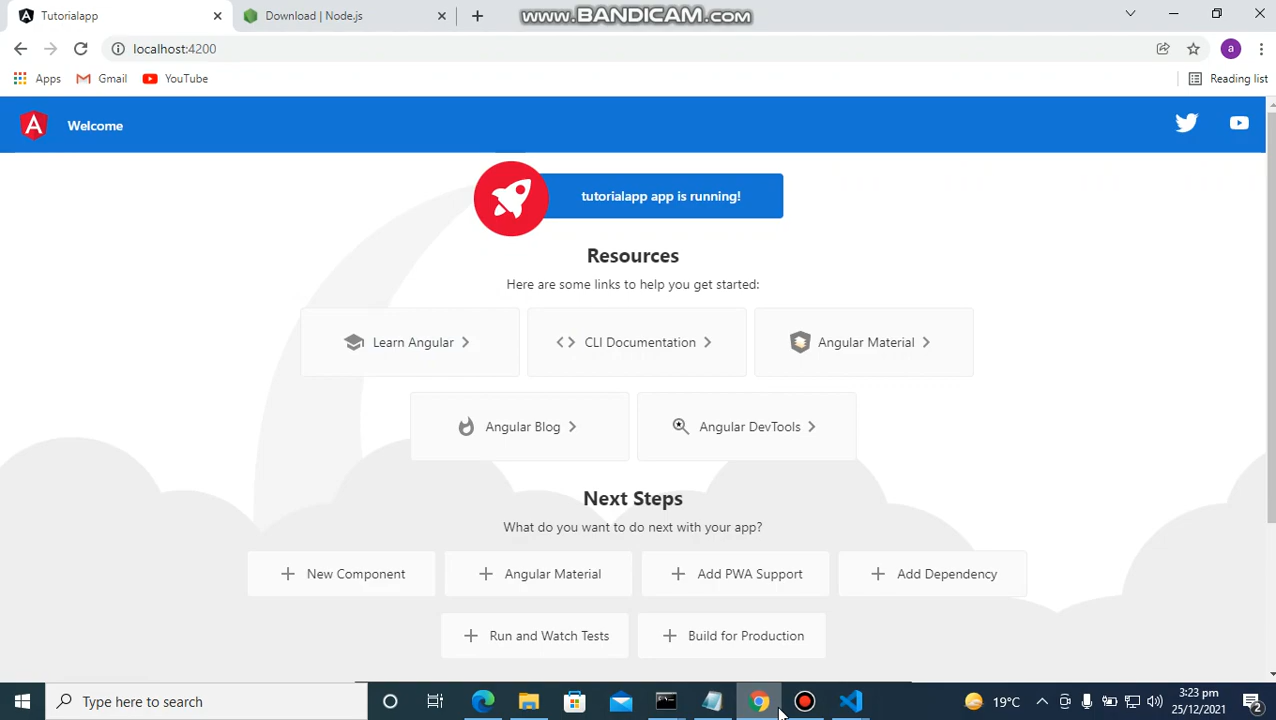 Tutorialapp
Download | Node.js
www.BANDICAM.com
localhost:4200
a
Apps
Gmail
YouTube
Reading list
A
Welcome
tutorialapp app is running!
Resources
Here are some links to help you get started:
Learn Angular
CLI Documentation
Angular Material
Angular Blog
Angular DevTools
Next Steps
What do you want to do next with your app?
New Component
Angular Material
Add PWA Support
Add Dependency
Run and Watch Tests
Build for Production
Type here to search
19°C
3:23 pm
25/12/2021
2